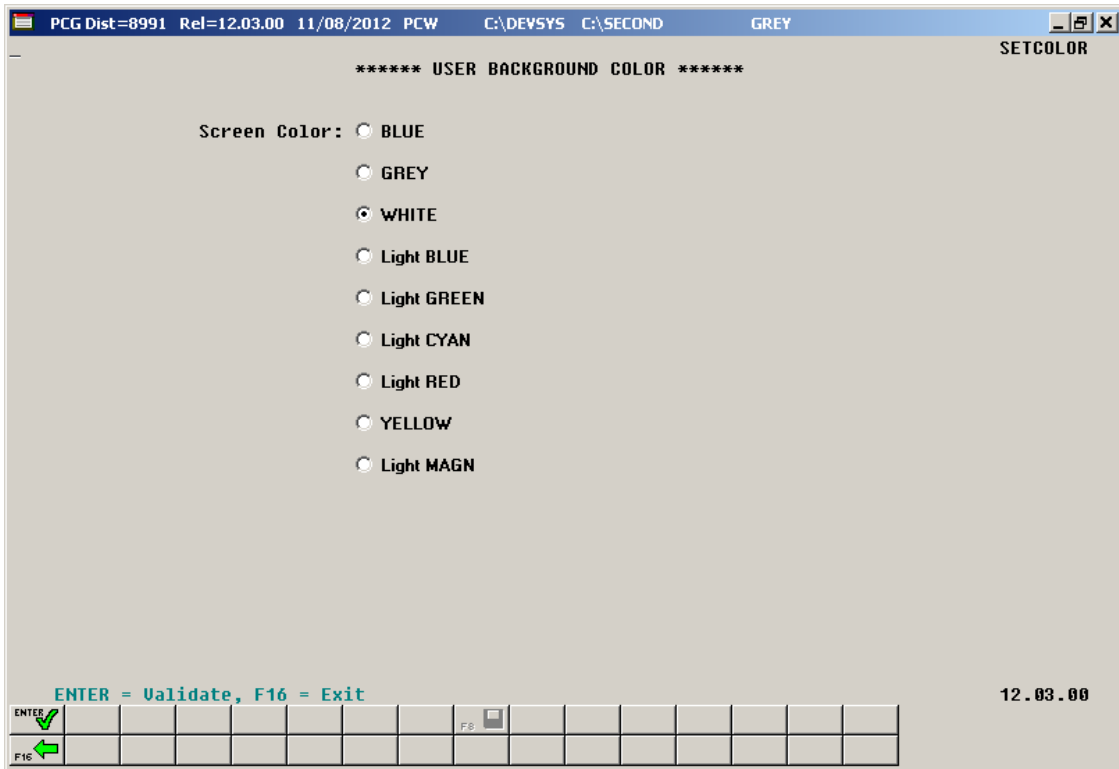 PCG Dist=8991 Rel=12.03.00 11/08/2012 PCW C:\DEVSYS C:\SECOND GREY
SETCOLOR
****** USER BACKGROUND COLOR ******
Screen Color: BLUE
GREY
WHITE
Light BLUE
Light GREEN
Light CYAN
Light RED
YELLOW
Light MAGN
ENTER = Validate, F16 = Exit 12.03.00
ENTER F8
F16